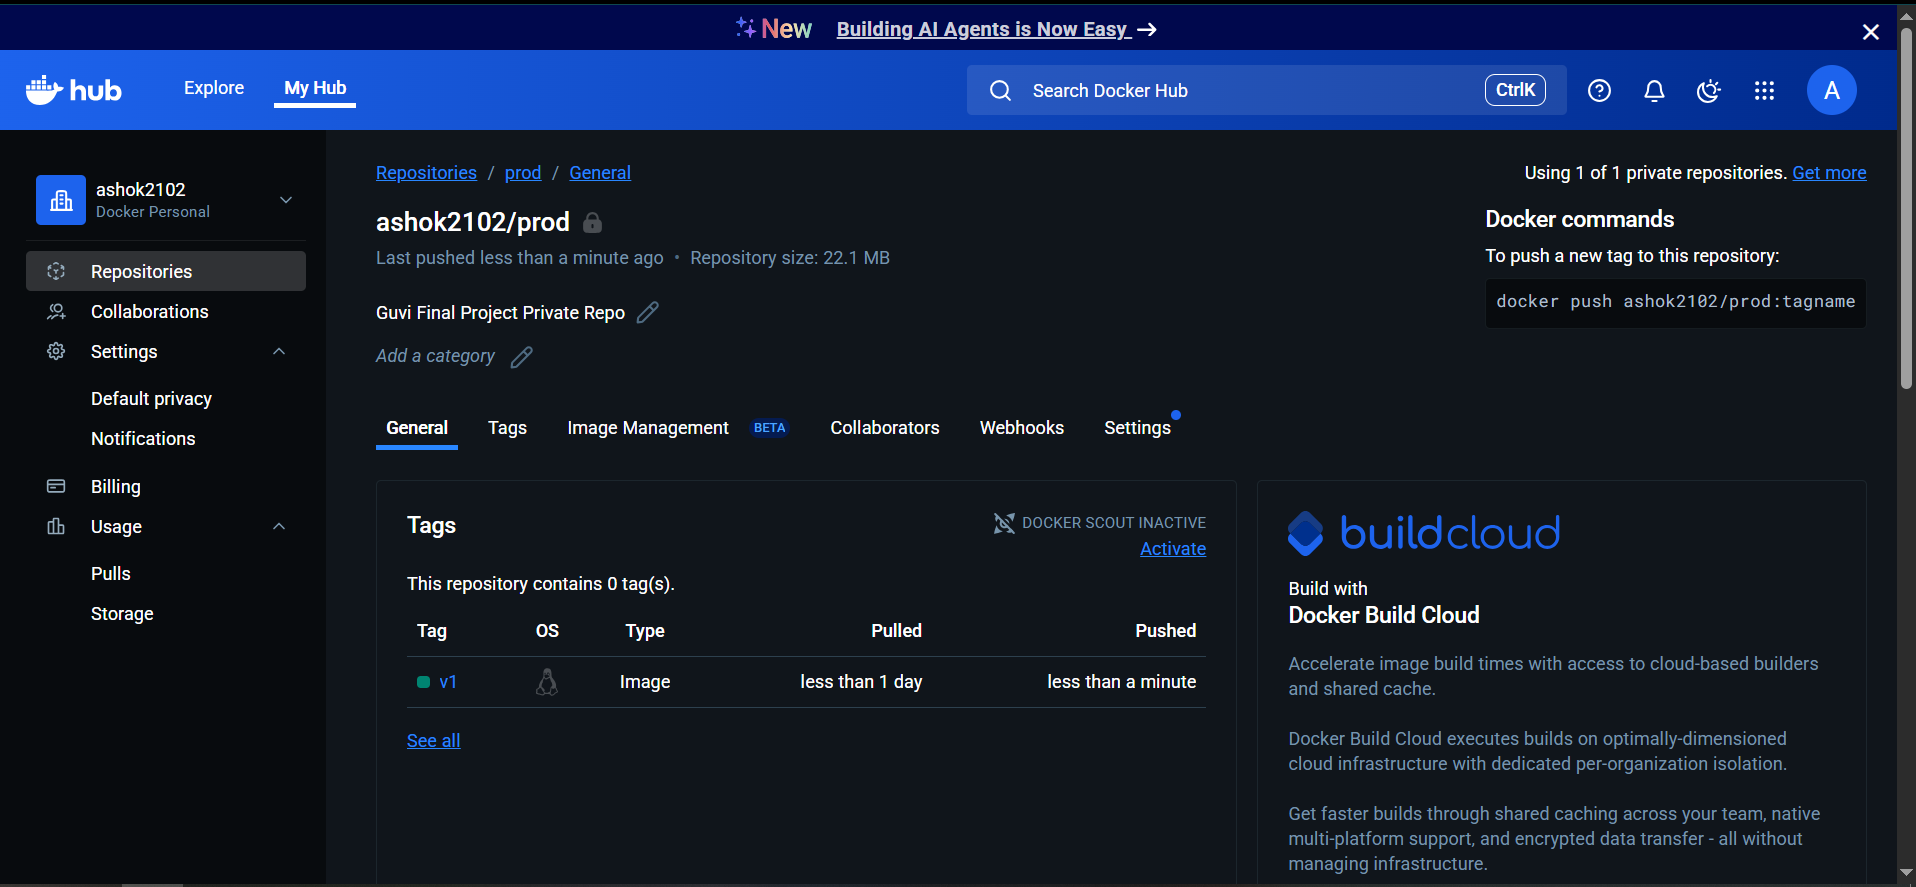 New Building AI Agents is Now Easy
hub
Explore
My Hub
Search Docker Hub
CtrlK
A
ashok2102
Docker Personal
Repositories
Collaborations
Settings
Default privacy
Notifications
Billing
Usage
Pulls
Storage
Repositories / prod / General
Using 1 of 1 private repositories. Get more
ashok2102/prod
Last pushed less than a minute ago • Repository size: 22.1 MB
Guvi Final Project Private Repo
Add a category
Docker commands
To push a new tag to this repository:
docker push ashok2102/prod:tagname
General
Tags
Image Management BETA
Collaborators
Webhooks
Settings
Tags
DOCKER SCOUT INACTIVE
Activate
This repository contains 0 tag(s).
Tag OS Type Pulled Pushed
v1 Image less than 1 day less than a minute
See all
buildcloud
Build with
Docker Build Cloud
Accelerate image build times with access to cloud-based builders
and shared cache.
Docker Build Cloud executes builds on optimally-dimensioned
cloud infrastructure with dedicated per-organization isolation.
Get faster builds through shared caching across your team, native
multi-platform support, and encrypted data transfer - all without
managing infrastructure.